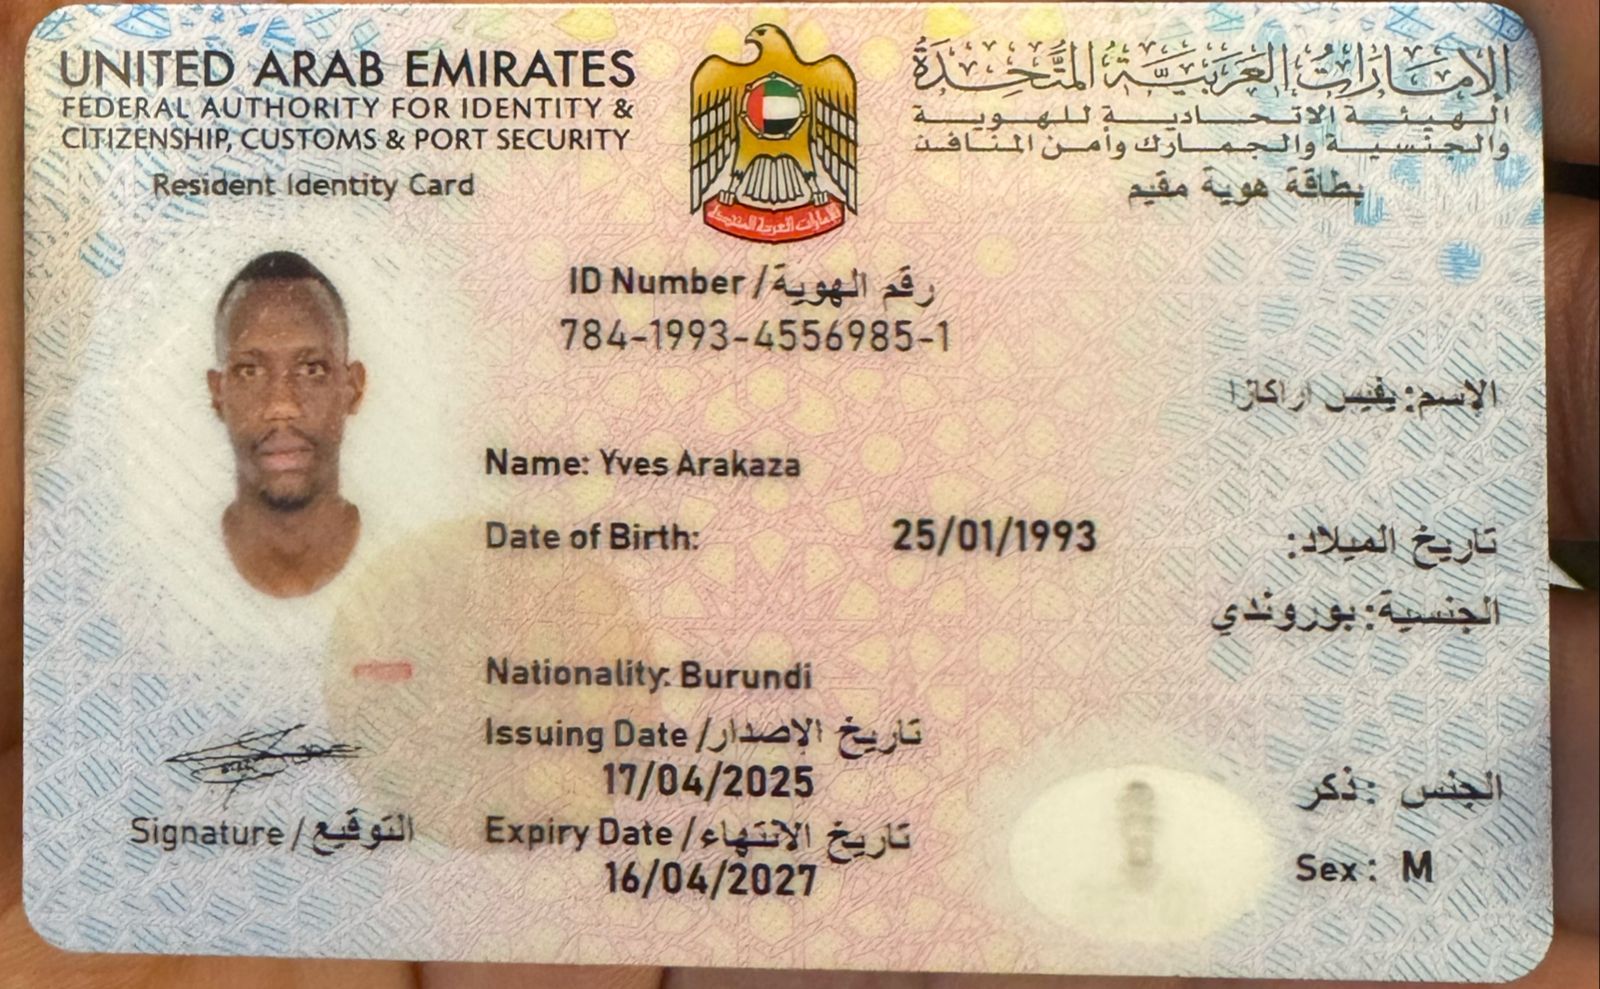 UNITED ARAB EMIRATES
FEDERAL AUTHORITY FOR IDENTITY &
CITIZENSHIP, CUSTOMS & PORT SECURITY
Resident Identity Card
الإمارات العربية المتحدة
الهيئة الاتحادية للهوية
والجنسية والجمارك وأمن المنافذ
بطاقة هوية مقيم
الإمارات العربية المتحدة
ID Number / رقم الهوية
784-1993-4556985-1
الاسم: يفيس اراكازا
Name: Yves Arakaza
Date of Birth: 25/01/1993 تاريخ الميلاد:
الجنسية: بوروندي
Nationality: Burundi
Issuing Date / تاريخ الإصدار
17/04/2025
Expiry Date / تاريخ الانتهاء
16/04/2027
Signature / التوقيع
الجنس: ذكر
Sex: M